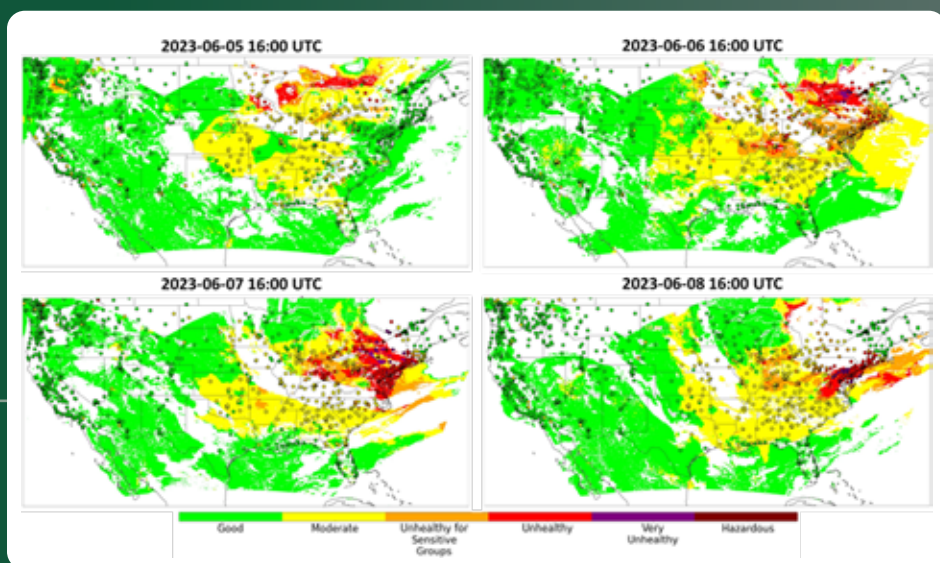 2023-06-05 16:00 UTC
2023-06-06 16:00 UTC
2023-06-07 16:00 UTC
2023-06-08 16:00 UTC
Good
Moderate
Unhealthy for
Sensitive
Groups
Unhealthy
Very
Unhealthy
Hazardous